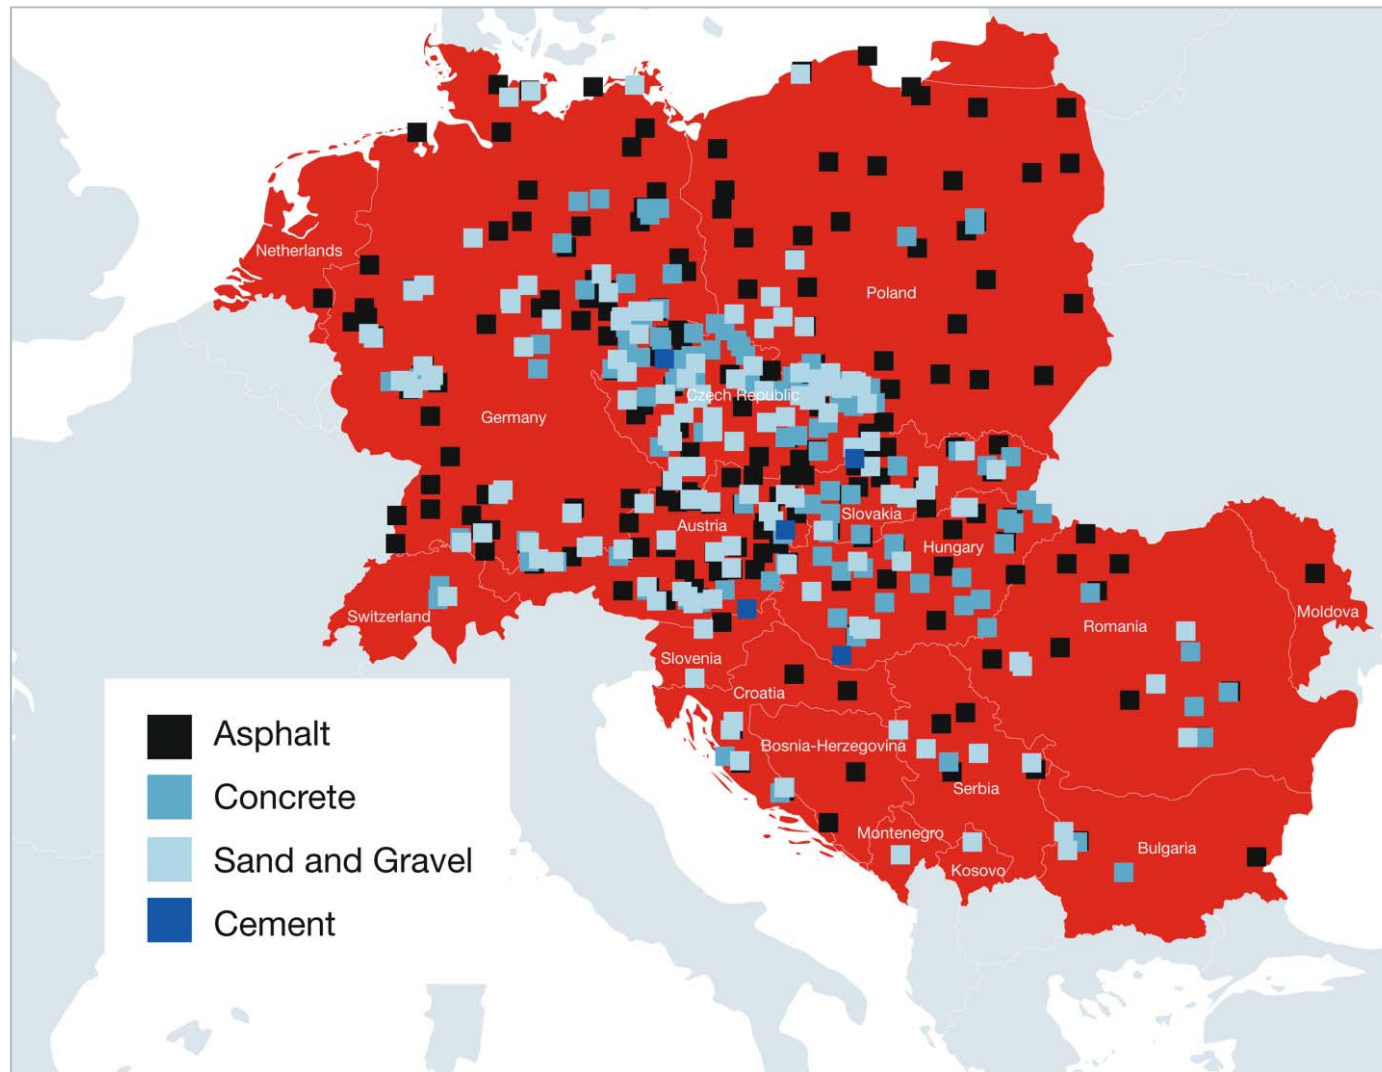 Netherlands
Poland
Czech Republic
Germany
Slovakia
Austria
Hungary
Switzerland
Moldova
Romania
Slovenia
Croatia
Asphalt
Bosnia-Herzegovina
Serbia
Concrete
Montenegro
Bulgaria
Sand and Gravel
Kosovo
Cement